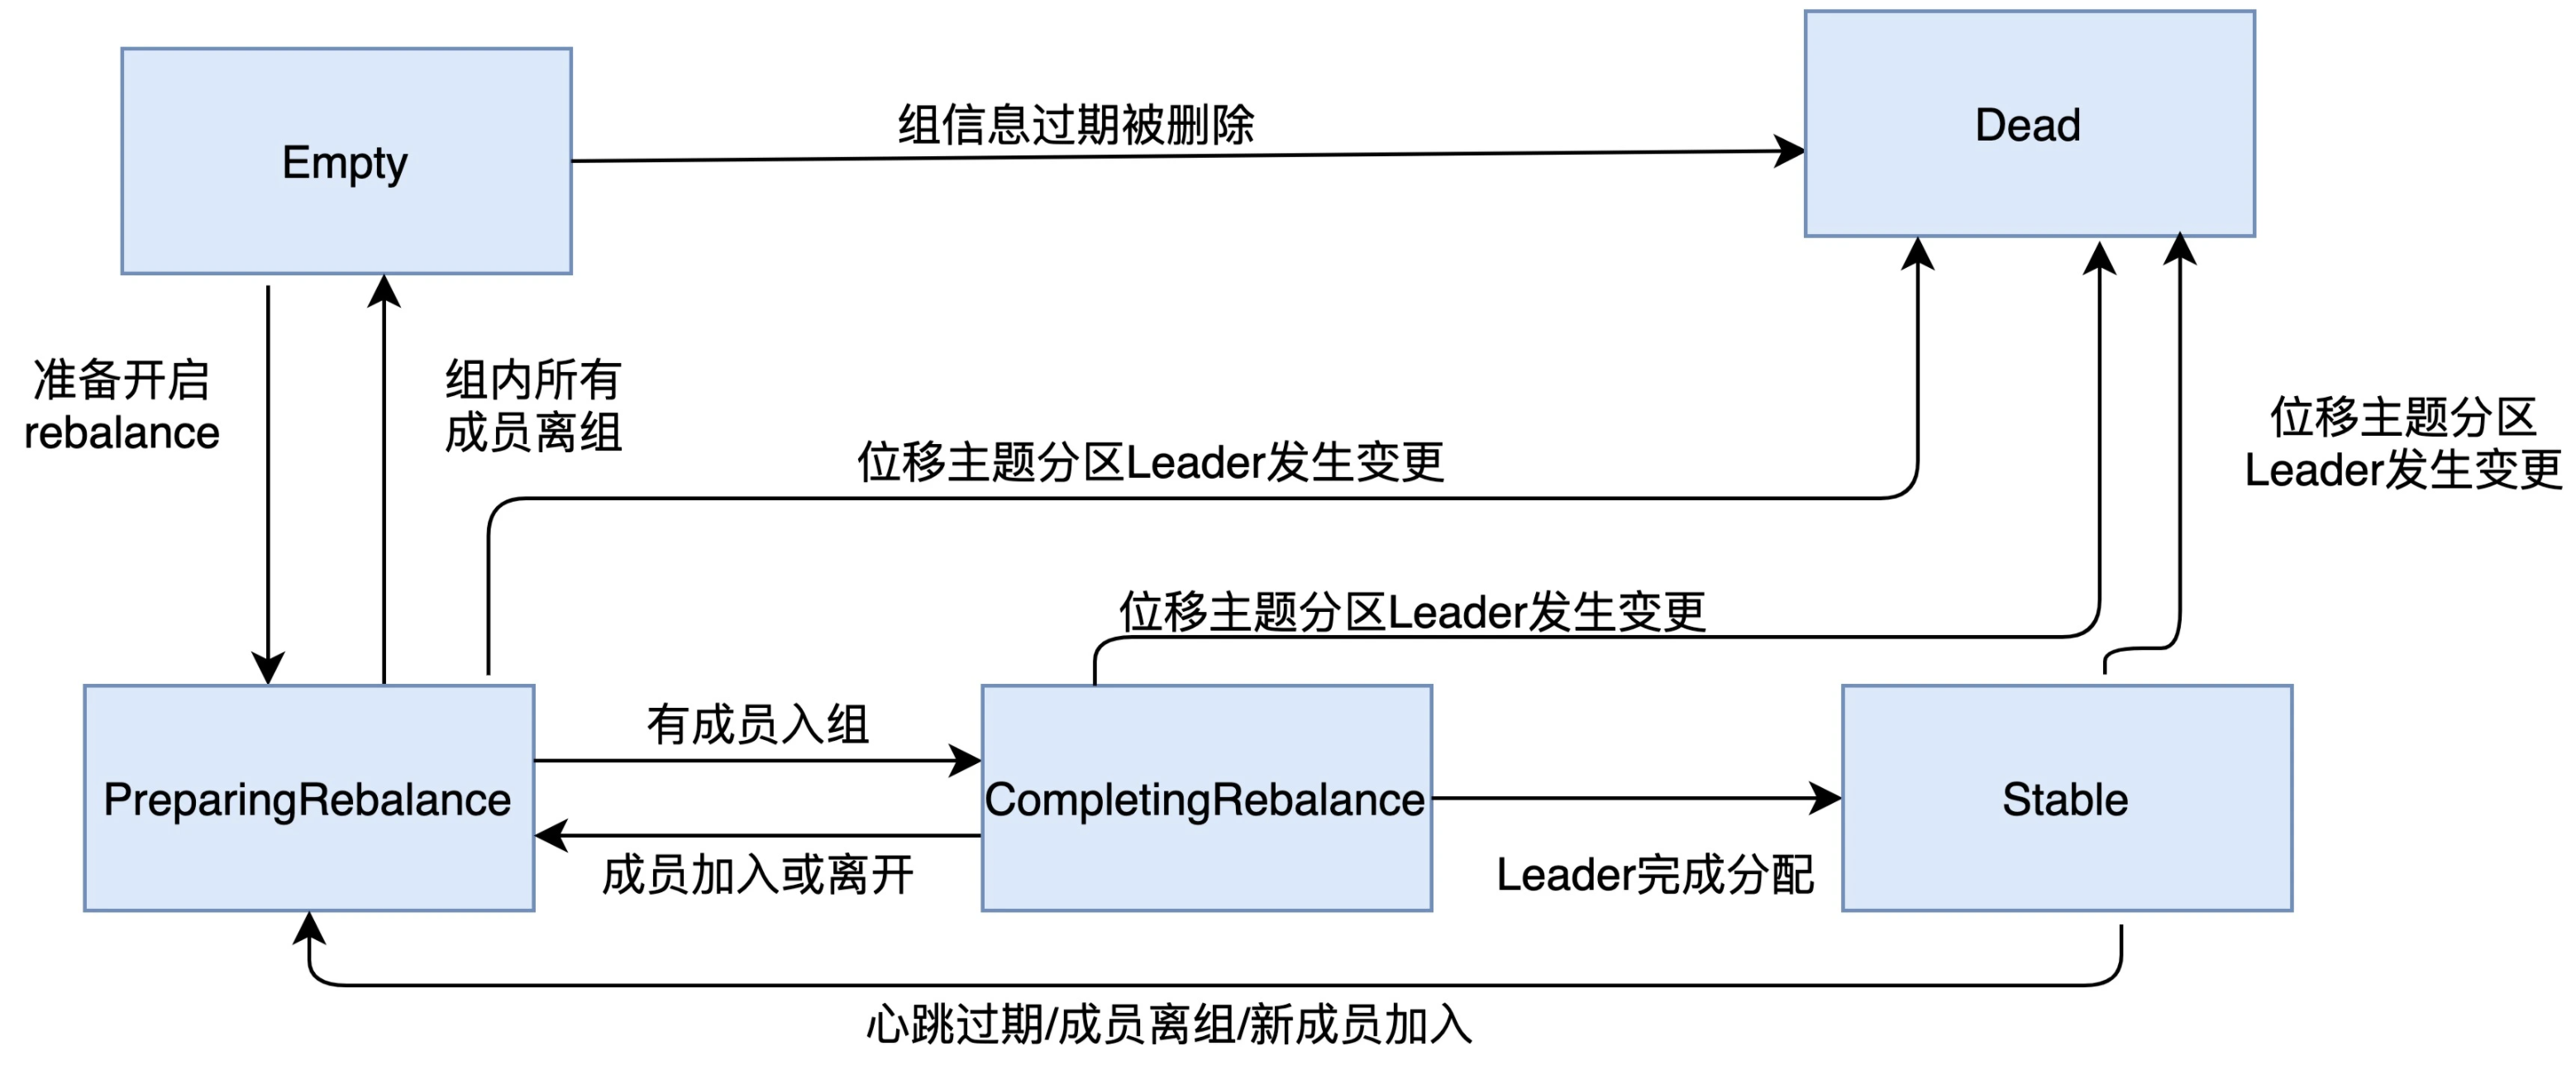 Empty
组信息过期被删除
Dead
准备开启
rebalance
组内所有
成员离组
位移主题分区Leader发生变更
位移主题分区
Leader发生变更
位移主题分区Leader发生变更
PreparingRebalance
有成员入组
成员加入或离开
CompletingRebalance
Leader完成分配
Stable
心跳过期/成员离组/新成员加入